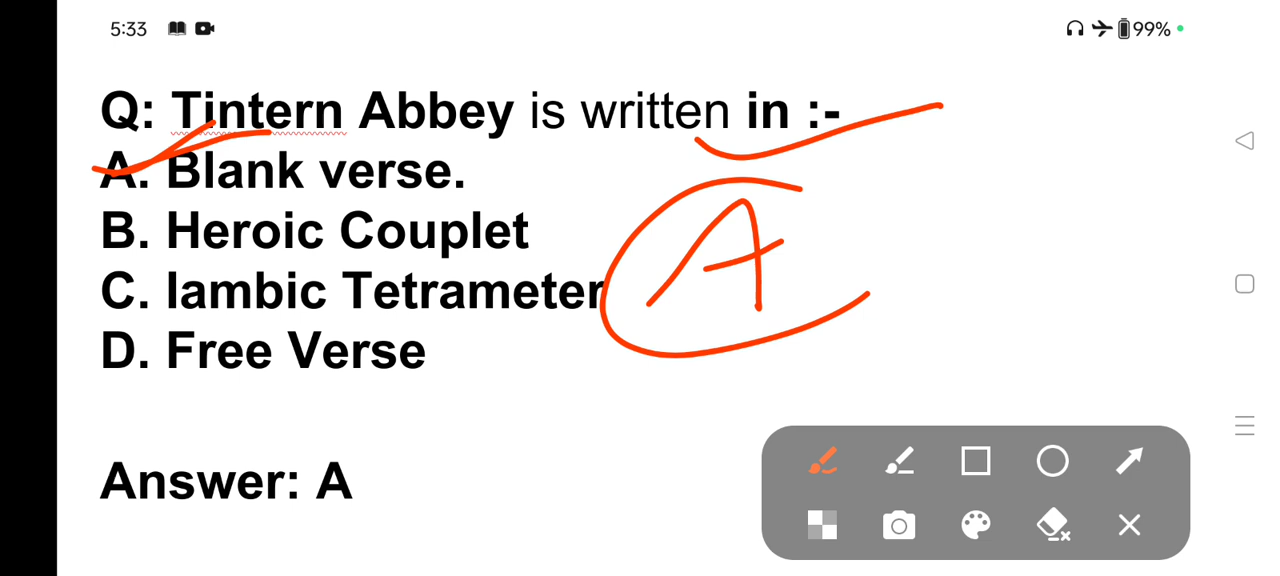 5:33 99%
Q: Tintern Abbey is written in :-
A. Blank verse.
B. Heroic Couplet
C. Iambic Tetrameter
D. Free Verse
A
Answer: A